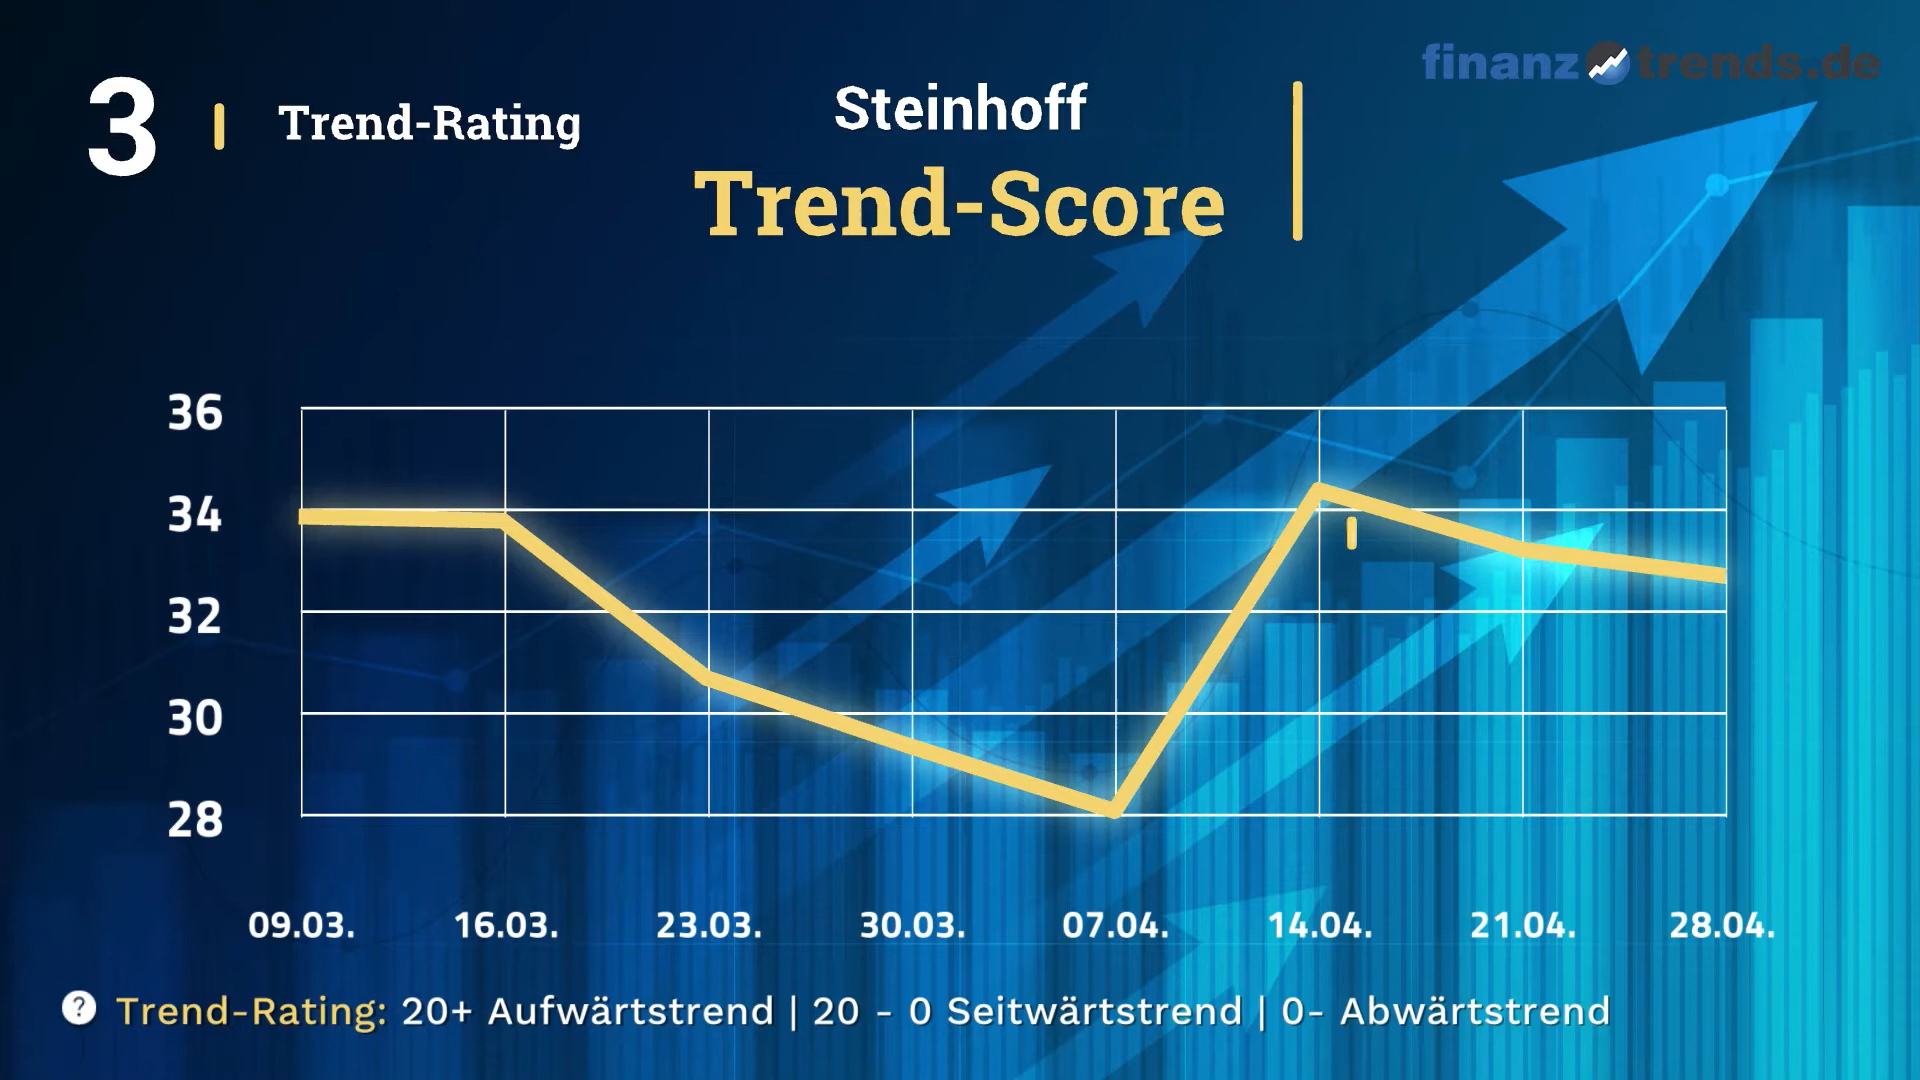 finanztrends.de
3 Trend-Rating
Steinhoff
Trend-Score
36
34
32
30
28
09.03. 16.03. 23.03. 30.03. 07.04. 14.04. 21.04. 28.04.
? Trend-Rating: 20+ Aufwärtstrend | 20 - 0 Seitwärtstrend | 0- Abwärtstrend